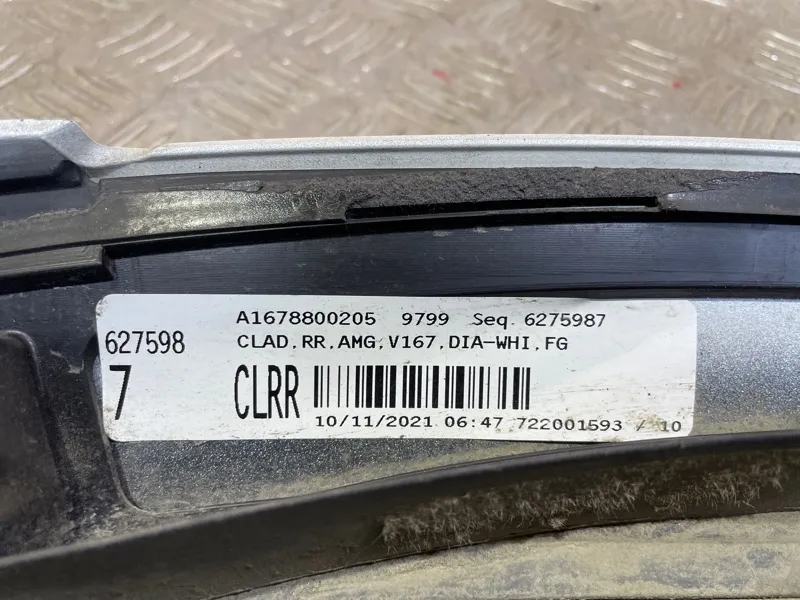 A1678800205 9799 Seq. 6275987
627598 CLAD,RR,AMG,V167,DIA-WHI,FG
7 CLRR
10/11/2021 06:47 722001593 / 10